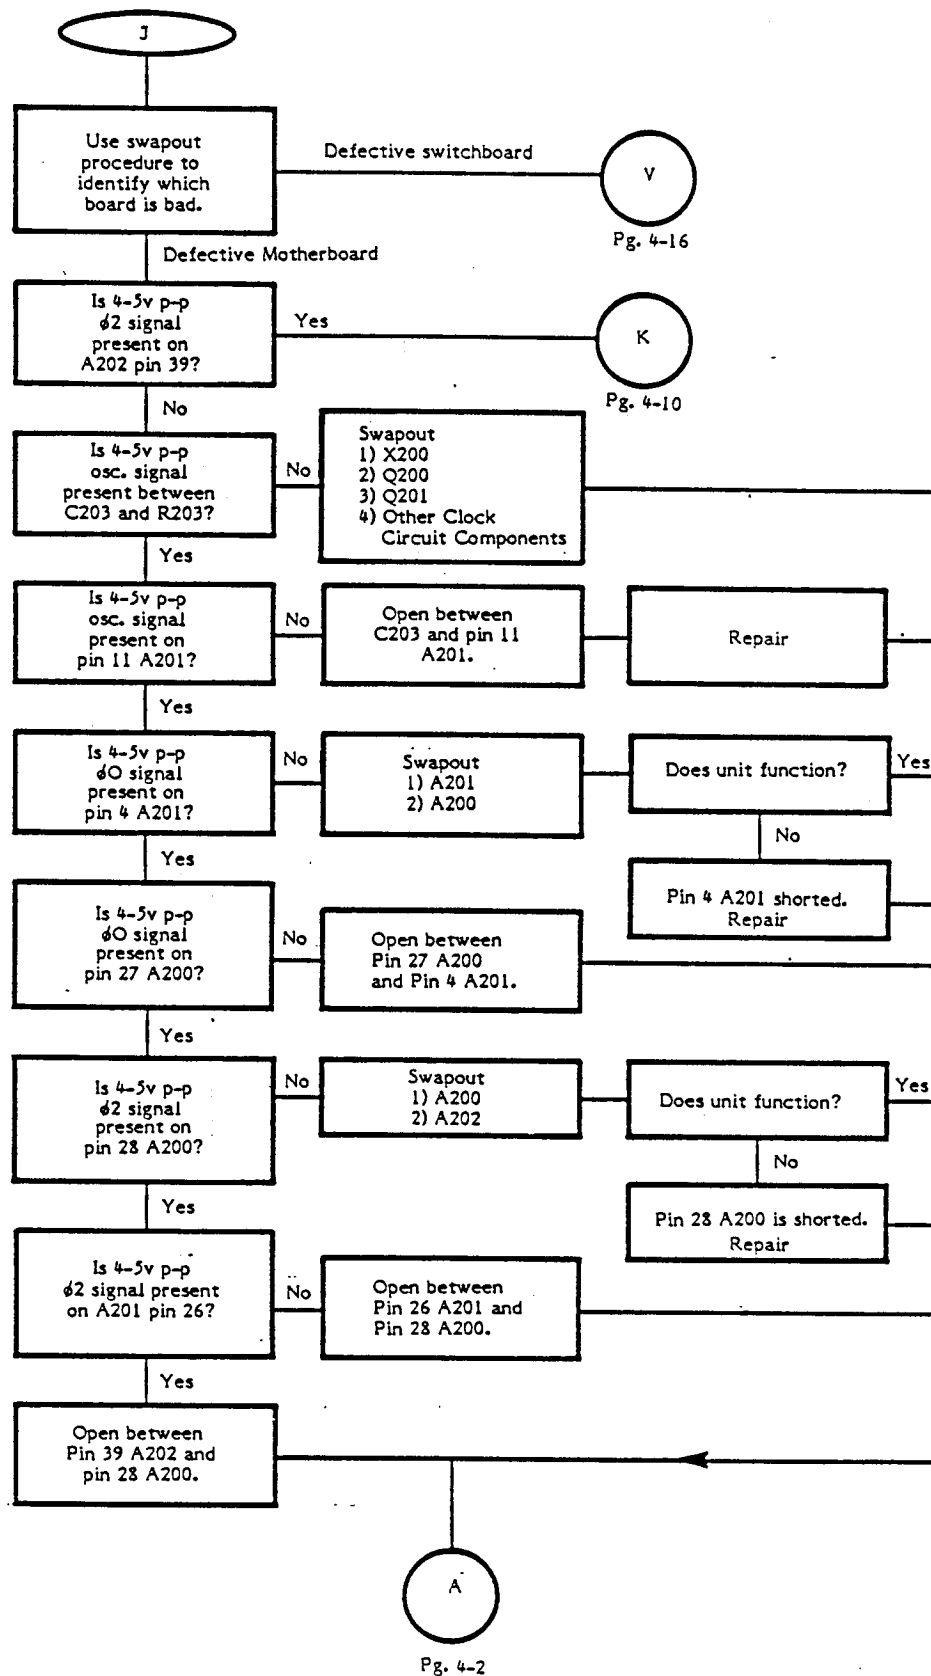 J
Use swapout
procedure to
identify which
board is bad.
Defective switchboard
V
Pg. 4-16
Defective Motherboard
Is 4-5v p-p
ϕ2 signal
present on
A202 pin 39?
Yes
K
Pg. 4-10
No
Is 4-5v p-p
osc. signal
present between
C203 and R203?
No
Swapout
1) X200
2) Q200
3) Q201
4) Other Clock
Circuit Components
Yes
Is 4-5v p-p
osc. signal
present on
pin 11 A201?
No
Open between
C203 and pin 11
A201.
Repair
Yes
Is 4-5v p-p
ϕO signal
present on
pin 4 A201?
No
Swapout
1) A201
2) A200
Does unit function?
Yes
No
Pin 4 A201 shorted.
Repair
Yes
Is 4-5v p-p
ϕO signal
present on
pin 27 A200?
No
Open between
Pin 27 A200
and Pin 4 A201.
Yes
Is 4-5v p-p
ϕ2 signal
present on
pin 28 A200?
No
Swapout
1) A200
2) A202
Does unit function?
Yes
No
Pin 28 A200 is shorted.
Repair
Yes
Is 4-5v p-p
ϕ2 signal present
on A201 pin 26?
No
Open between
Pin 26 A201 and
Pin 28 A200.
Yes
Open between
Pin 39 A202 and
pin 28 A200.
A
Pg. 4-2